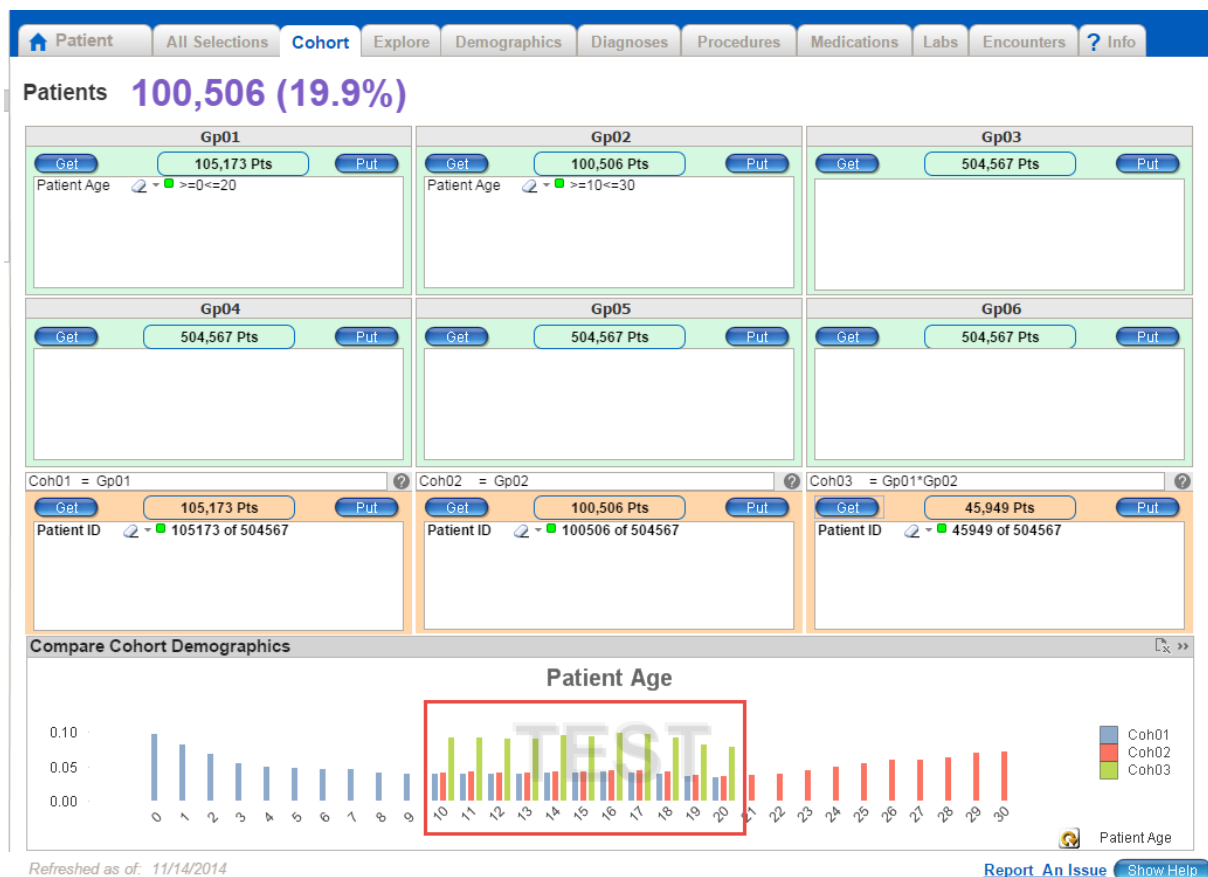 Patient All Selections Cohort Explore Demographics Diagnoses Procedures Medications Labs Encounters ? Info
Patients 100,506 (19.9%)
Gp01 Gp02 Gp03
Get 105,173 Pts Put Get 100,506 Pts Put Get 504,567 Pts Put
Patient Age >=0<=20 Patient Age >=10<=30
Gp04 Gp05 Gp06
Get 504,567 Pts Put Get 504,567 Pts Put Get 504,567 Pts Put
Coh01 = Gp01 ? Coh02 = Gp02 ? Coh03 = Gp01*Gp02 ?
Get 105,173 Pts Put Get 100,506 Pts Put Get 45,949 Pts Put
Patient ID 105173 of 504567 Patient ID 100506 of 504567 Patient ID 45949 of 504567
Compare Cohort Demographics
Patient Age
TEST
0.10
0.05
0.00
Coh01
Coh02
Coh03
0 1 2 3 4 5 6 7 8 9 10 11 12 13 14 15 16 17 18 19 20 21 22 23 24 25 26 27 28 29 30
Patient Age
Refreshed as of: 11/14/2014 Report An Issue Show Help